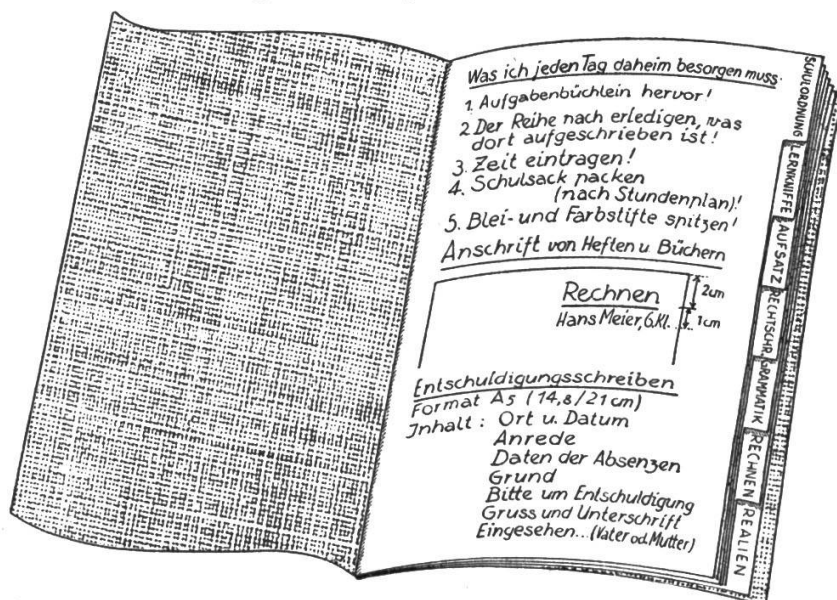 Was ich jeden Tag daheim besorgen muss.
1. Aufgabenbüchlein hervor!
2. Der Reihe nach erledigen, was
dort aufgeschrieben ist!
3. Zeit eintragen!
4. Schulsack packen
(nach Stundenplan)!
5. Blei- und Farbstifte spitzen!
Anschrift von Heften u. Büchern
Rechnen
Hans Meier, 6.Kl.
2cm
1cm
Entschuldigungsschreiben
Format A5 (14,8/21cm)
Inhalt: Ort u. Datum
Anrede
Daten der Absenzen
Grund
Bitte um Entschuldigung
Gruss und Unterschrift
Eingesehen...(Vater od. Mutter)
SCHULORDNUNG
LERNKNIFFE
AUFSATZ
RECHTSCHR.
GRAMMATIK
RECHNEN
REALIEN